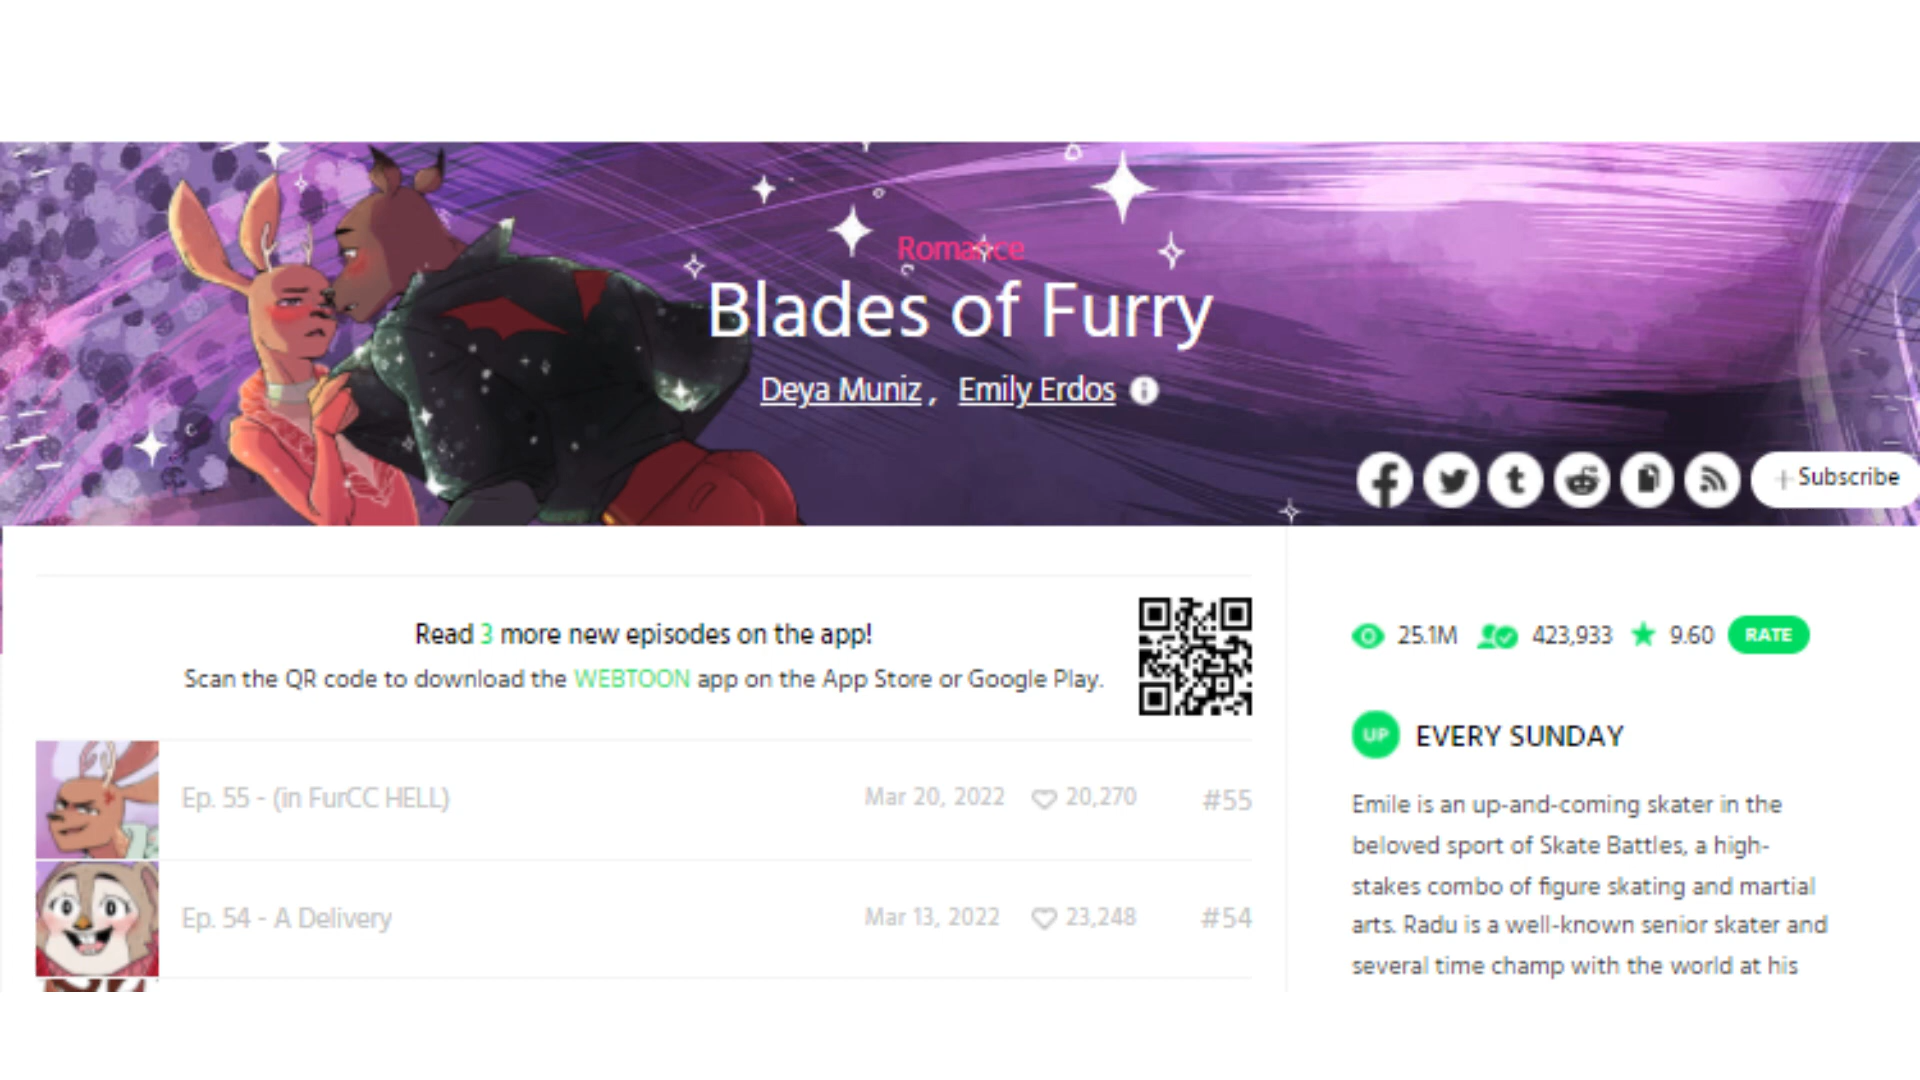 Romance
Blades of Furry
Deya Muniz , Emily Erdos
+ Subscribe
Read 3 more new episodes on the app!
Scan the QR code to download the WEBTOON app on the App Store or Google Play.
Ep. 55 - (in FurCC HELL) Mar 20, 2022 20,270 #55
Ep. 54 - A Delivery Mar 13, 2022 23,248 #54
25.1M 423,933 9.60 RATE
UP EVERY SUNDAY
Emile is an up-and-coming skater in the
beloved sport of Skate Battles, a high-
stakes combo of figure skating and martial
arts. Radu is a well-known senior skater and
several time champ with the world at his